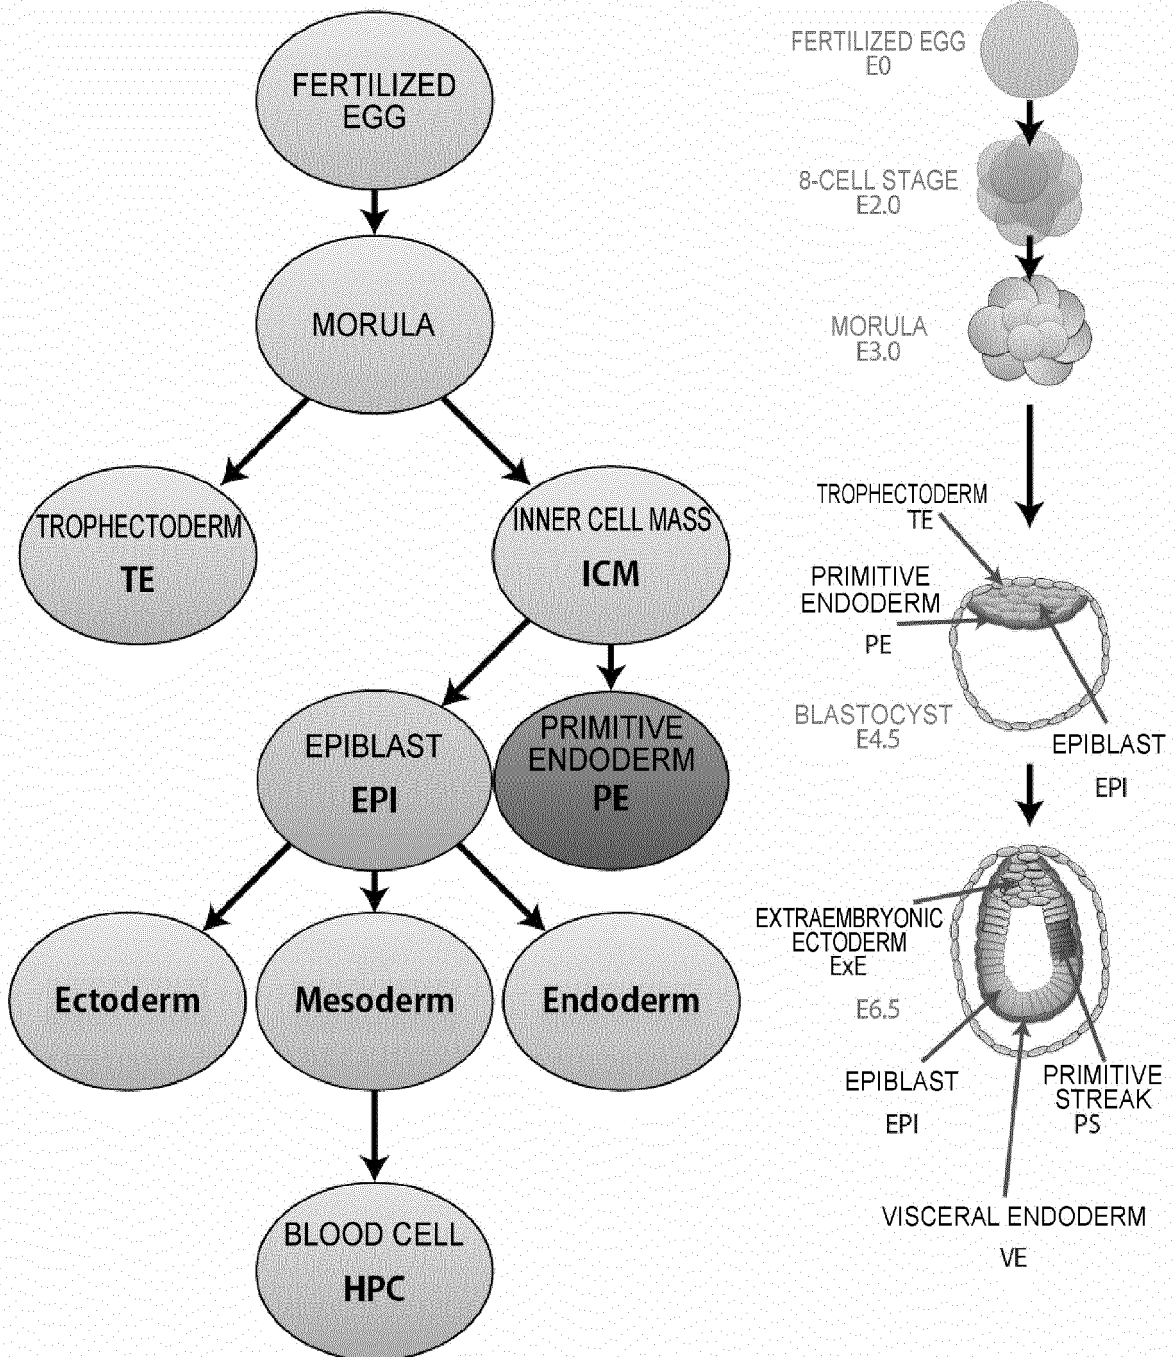 FERTILIZED
EGG
MORULA
TROPHECTODERM
TE
INNER CELL MASS
ICM
EPIBLAST
EPI
PRIMITIVE
ENDODERM
PE
Ectoderm
Mesoderm
Endoderm
BLOOD CELL
HPC
FERTILIZED EGG
E0
8-CELL STAGE
E2.0
MORULA
E3.0
TROPHECTODERM
TE
PRIMITIVE
ENDODERM
PE
BLASTOCYST
E4.5
EPIBLAST
EPI
EXTRAEMBRYONIC
ECTODERM
ExE
E6.5
EPIBLAST
EPI
PRIMITIVE
STREAK
PS
VISCERAL ENDODERM
VE